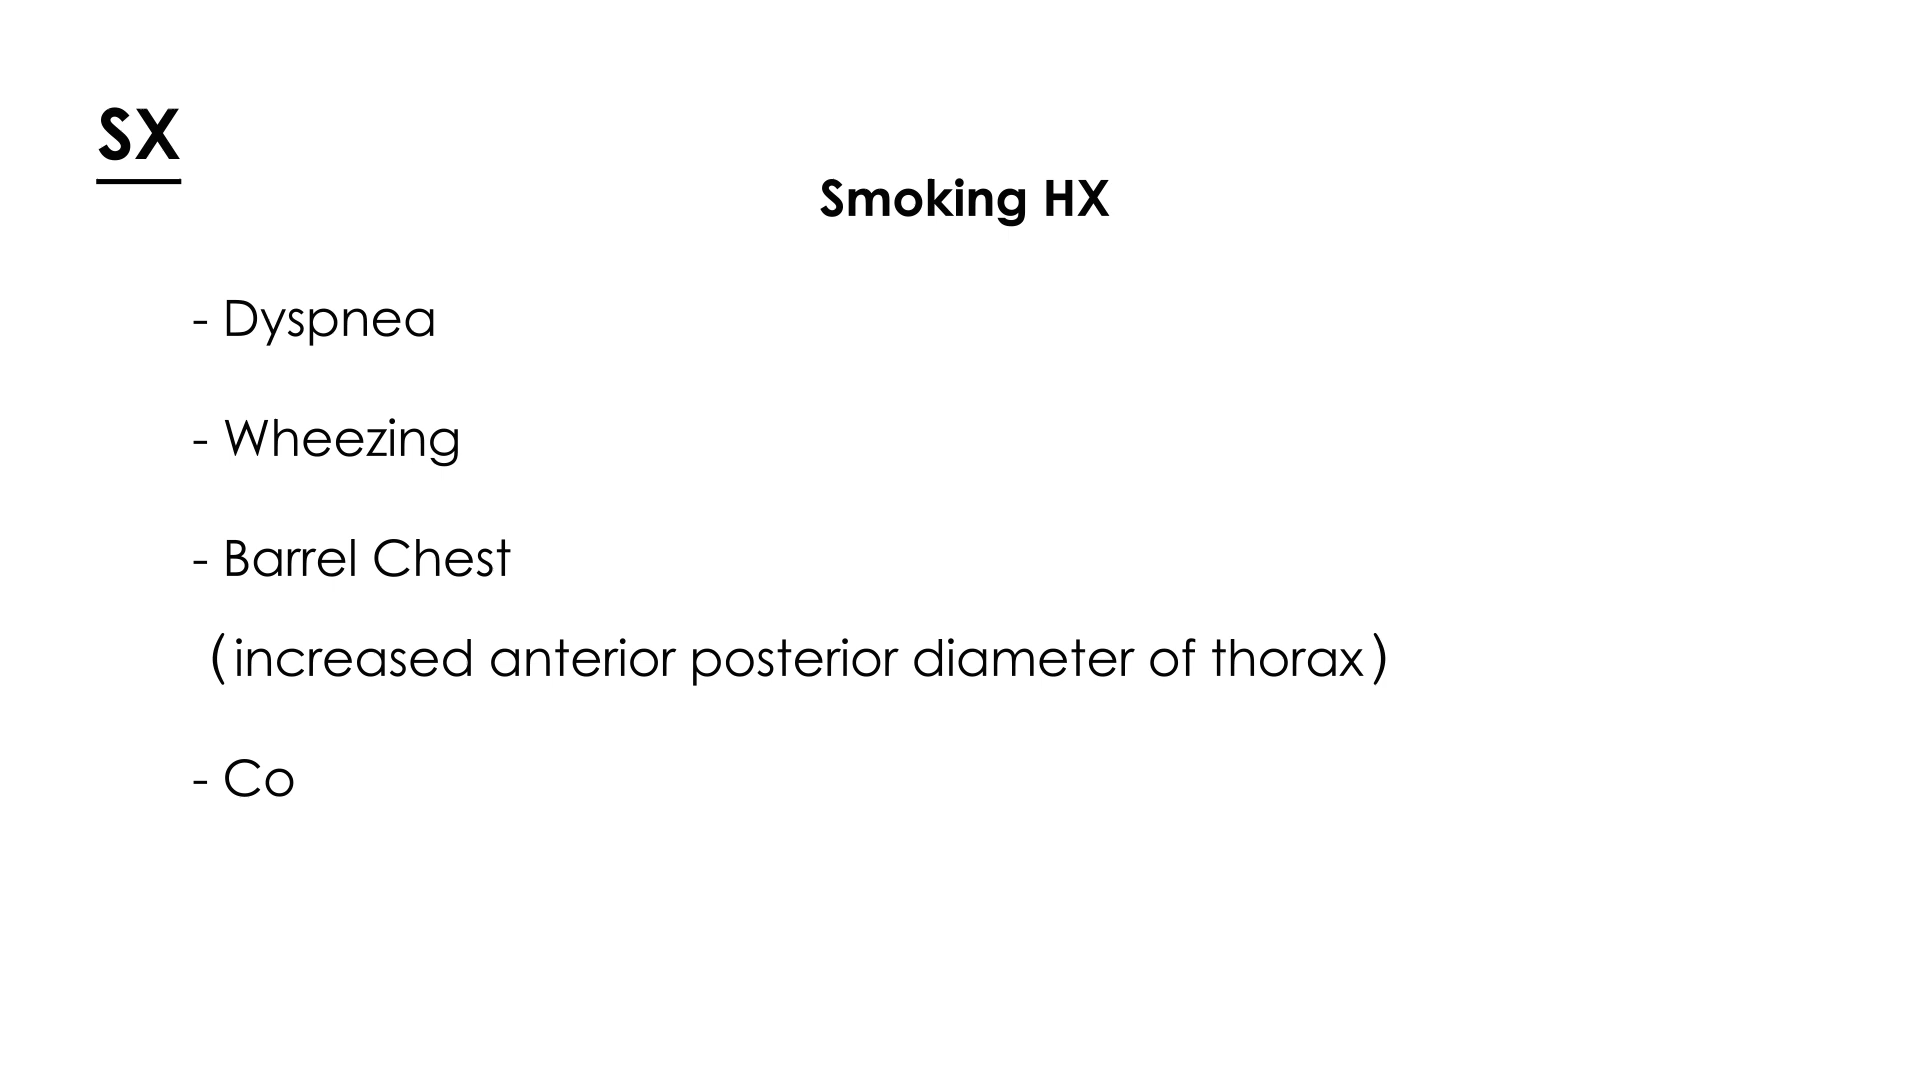 SX
Smoking HX
- Dyspnea
- Wheezing
- Barrel Chest
(increased anterior posterior diameter of thorax)
- Co